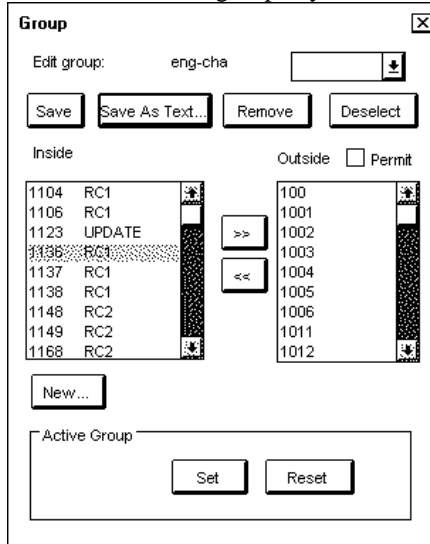 Group
Edit group: eng-cha
Save Save As Text... Remove Deselect
Inside Outside Permit
1104 RC1 100
1106 RC1 1001
1123 UPDATE >> 1002
1136 RC1 1003
1137 RC1 << 1004
1138 RC1 1005
1148 RC2 1006
1149 RC2 1011
1168 RC2 1012
New...
Active Group
Set Reset